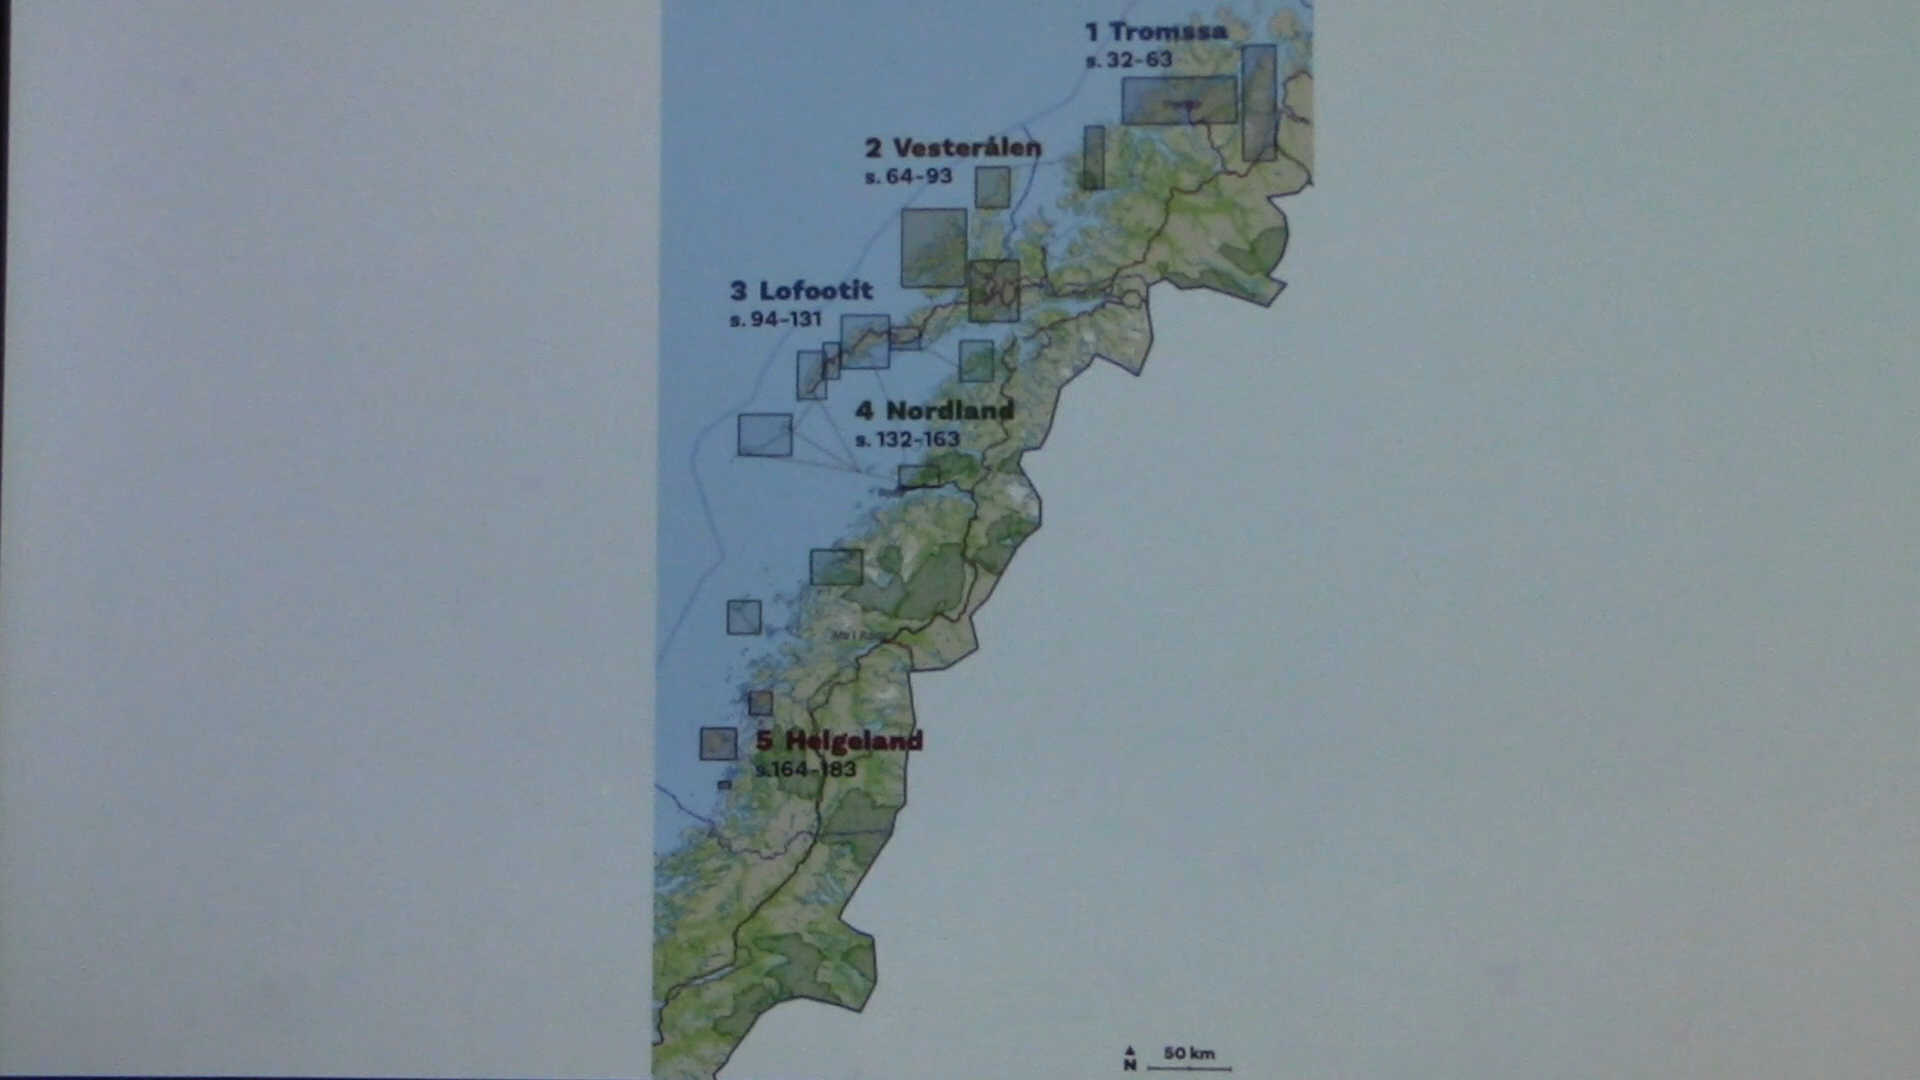 1 Tromssa
s. 32-63
2 Vesterålen
s. 64-93
3 Lofootit
s. 94-131
4 Nordland
s. 132-163
5 Helgeland
s.164-183
N
50 km